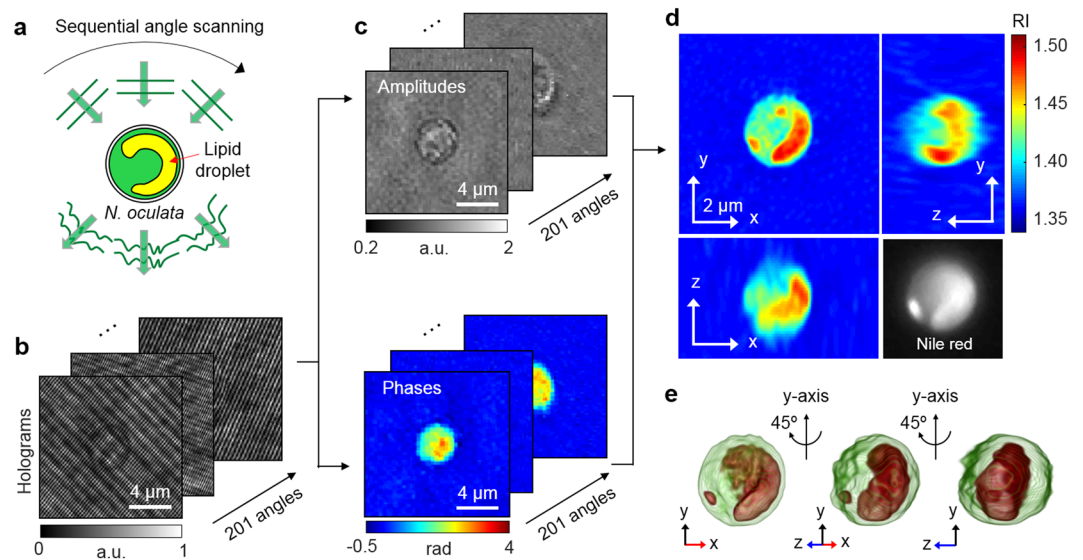 a
Sequential angle scanning
Lipid
droplet
N. oculata
b
Holograms
4 µm
201 angles
0
a.u.
1
c
Amplitudes
4 µm
201 angles
0.2
a.u.
2
Phases
4 µm
201 angles
-0.5
rad
4
d
RI
1.50
1.45
1.40
1.35
y
2 µm
x
y
z
z
x
Nile red
e
y-axis
45º
y-axis
45º
y
x
y
z
x
y
z